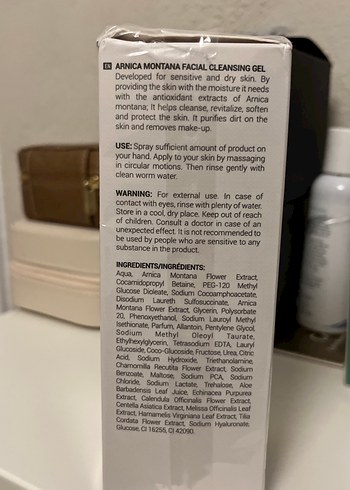 EN ARNICA MONTANA FACIAL CLEANSING GEL
Developed for sensitive and dry skin. By
providing the skin with the moisture it needs
with the antioxidant extracts of Arnica
montana; It helps cleanse, revitalize, soften
and protect the skin. It purifies dirt on the
skin and removes make-up.
USE: Spray sufficient amount of product on
your hand. Apply to your skin by massaging
in circular motions. Then rinse gently with
clean worm water.
WARNING: For external use. In case of
contact with eyes, rinse with plenty of water.
Store in a cool, dry place. Keep out of reach
of children. Consult a doctor in case of an
unexpected effect. It is not recommended to
be used by people who are sensitive to any
substance in the product.
INGREDIENTS/INGRÉDIENTS:
Aqua, Arnica Montana Flower Extract,
Cocamidopropyl Betaine, PEG-120 Methyl
Glucose Dioleate, Sodium Cocoamphoacetate,
Disodium Laureth Sulfosuccinate, Arnica
Montana Flower Extract, Glycerin, Polysorbate
20, Phenoxyethanol, Sodium Lauroyl Methyl
Isethionate, Parfum, Allantoin, Pentylene Glycol,
Sodium Methyl Oleoyl Taurate,
Ethylhexylglycerin, Tetrasodium EDTA, Lauryl
Glucoside, Coco-Glucoside, Fructose, Urea, Citric
Acid, Sodium Hydroxide, Triethanolamine,
Chamomilla Recutita Flower Extract, Sodium
Benzoate, Maltose, Sodium PCA, Sodium
Chloride, Sodium Lactate, Trehalose, Aloe
Barbadensis Leaf Juice, Echinacea Purpurea
Extract, Calendula Officinalis Flower Extract,
Centella Asiatica Extract, Melissa Officinalis Leaf
Extract, Hamamelis Virginiana Leaf Extract, Tilia
Cordata Flower Extract, Sodium Hyaluronate,
Glucose, CI 16255, CI 42090.